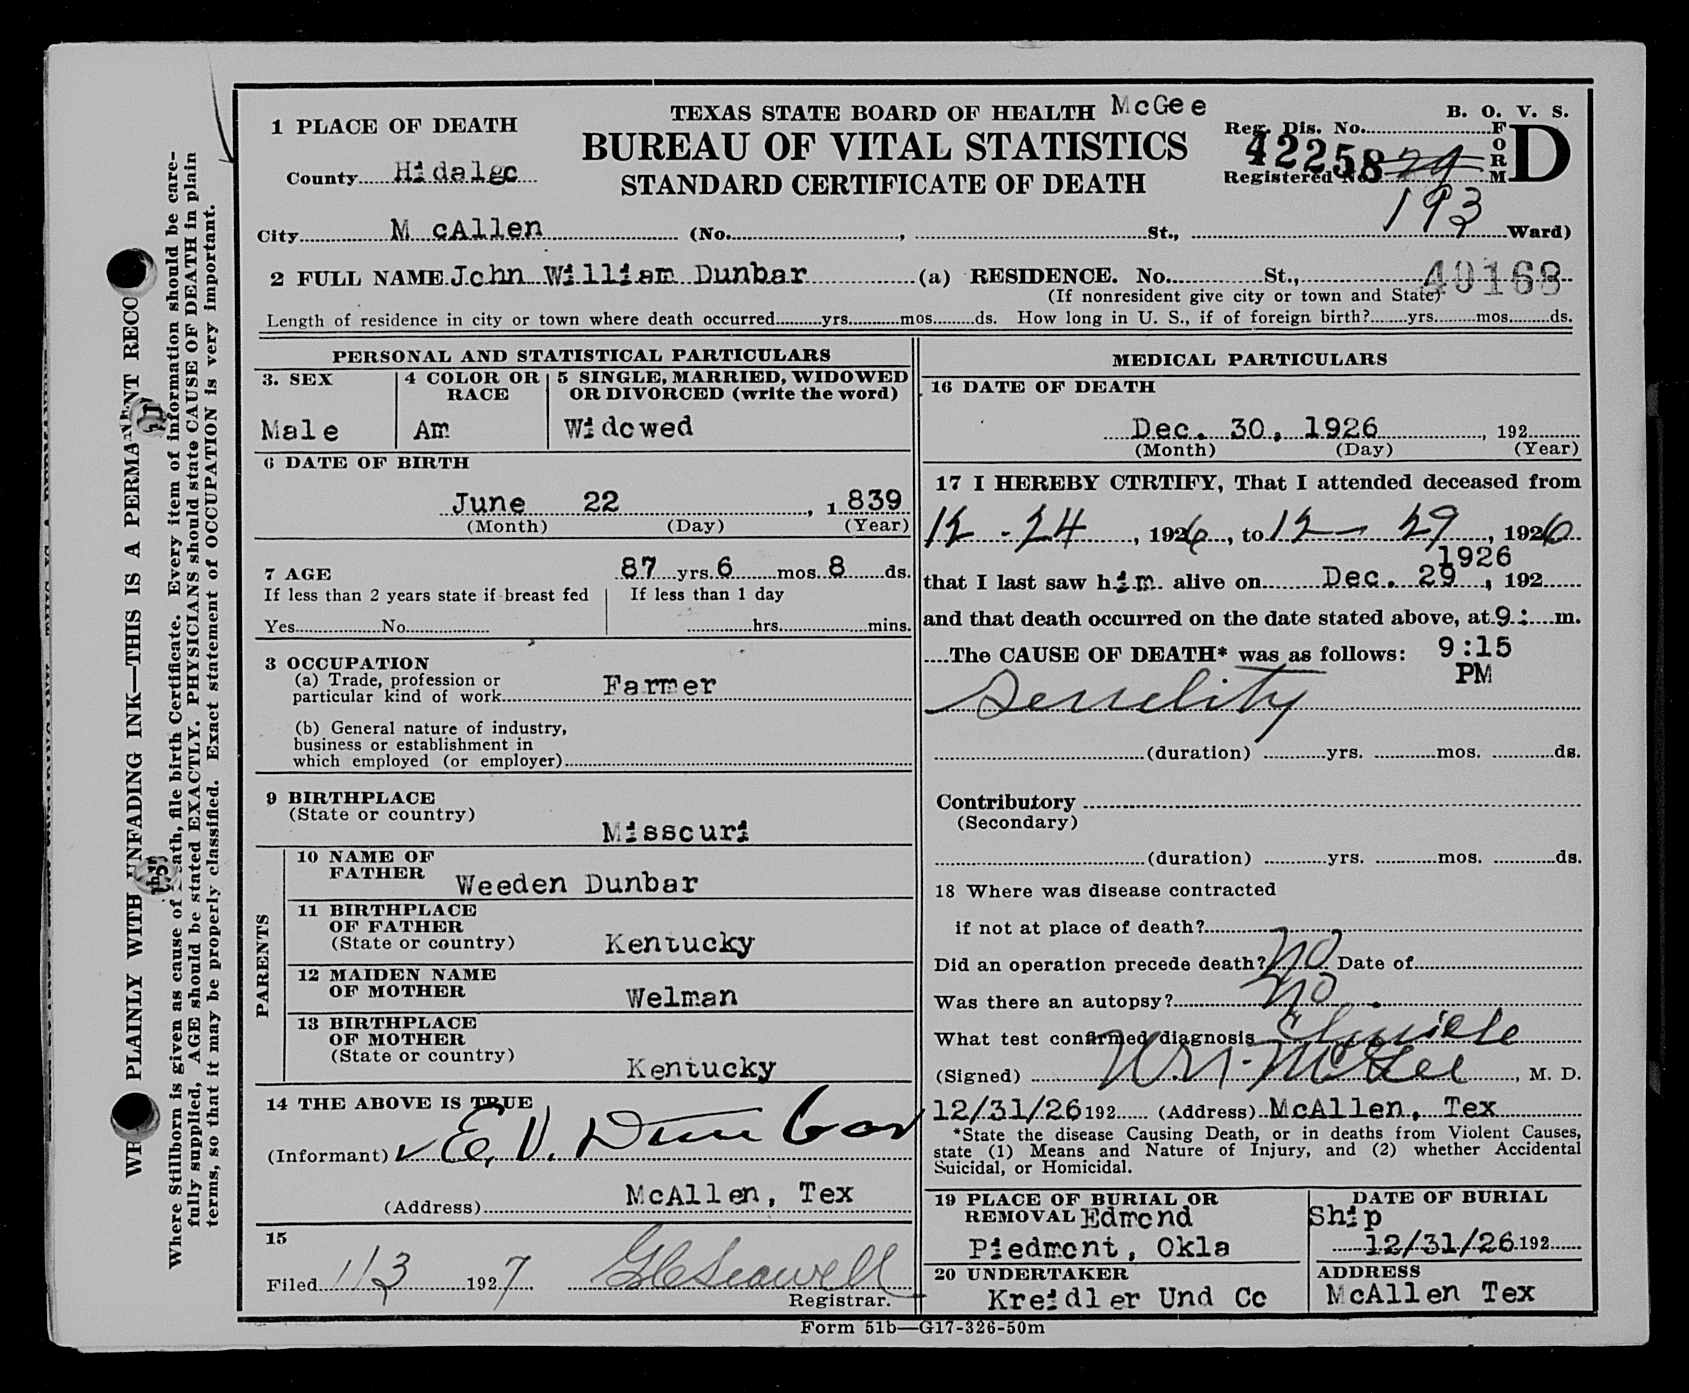 TEXAS STATE BOARD OF HEALTH McGee
B. O. V. S.
BUREAU OF VITAL STATISTICS
STANDARD CERTIFICATE OF DEATH
Reg. Dis. No.
42258
Registered No. 193
FORM D
1 PLACE OF DEATH
County Hidalgo
City McAllen (No. , St., Ward)
2 FULL NAME John William Dunbar (a) RESIDENCE. No. St., 40168
(If nonresident give city or town and State)
Length of residence in city or town where death occurred yrs. mos. ds. How long in U. S., if of foreign birth? yrs. mos. ds.
PERSONAL AND STATISTICAL PARTICULARS
3. SEX
Male
4 COLOR OR RACE
Am
5 SINGLE, MARRIED, WIDOWED
OR DIVORCED (write the word)
Widowed
6 DATE OF BIRTH
June 22 , 1 839
(Month) (Day) (Year)
7 AGE 87 yrs. 6 mos. 8 ds.
If less than 2 years state if breast fed
Yes No
If less than 1 day
hrs. mins.
3 OCCUPATION
(a) Trade, profession or
particular kind of work Farmer
(b) General nature of industry,
business or establishment in
which employed (or employer)
9 BIRTHPLACE
(State or country)
Missouri
PARENTS
10 NAME OF
FATHER Weeden Dunbar
11 BIRTHPLACE
OF FATHER
(State or country) Kentucky
12 MAIDEN NAME
OF MOTHER Welman
13 BIRTHPLACE
OF MOTHER
(State or country) Kentucky
14 THE ABOVE IS TRUE
(Informant) E. V. Dunbar
(Address) McAllen, Tex
15
Filed 1/3 1927
Registrar.
MEDICAL PARTICULARS
16 DATE OF DEATH
Dec. 30, 1926 , 192
(Month) (Day) (Year)
17 I HEREBY CTRTIFY, That I attended deceased from
12-24 , 1926, to 12-29 , 1926
1926
that I last saw him alive on Dec. 29 , 192
and that death occurred on the date stated above, at 9: m.
The CAUSE OF DEATH* was as follows: 9:15
PM
Senelity
(duration) yrs. mos. ds.
Contributory
(Secondary)
(duration) yrs. mos. ds.
18 Where was disease contracted
if not at place of death?
Did an operation precede death? no Date of
Was there an autopsy? no
What test confirmed diagnosis
(Signed) McGee , M. D.
12/31/26 192 (Address) McAllen, Tex
*State the disease Causing Death, or in deaths from Violent Causes,
state (1) Means and Nature of Injury, and (2) whether Accidental
Suicidal, or Homicidal.
19 PLACE OF BURIAL OR
REMOVAL Edmond
Piedmont, Okla
DATE OF BURIAL
Ship
12/31/26 192
20 UNDERTAKER
Kreidler Und Co
ADDRESS
McAllen Tex
Form 51b—G17-326-50m
PLAINLY WITH UNFADING INK—THIS IS A PERMANENT RECO
Where Stillborn is given as cause of death, file birth Certificate. Every item of information should be care-
fully supplied, AGE should be stated EXACTLY. PHYSICIANS should state CAUSE OF DEATH in plain
terms, so that it may be properly classified. Exact statement of OCCUPATION is very important.